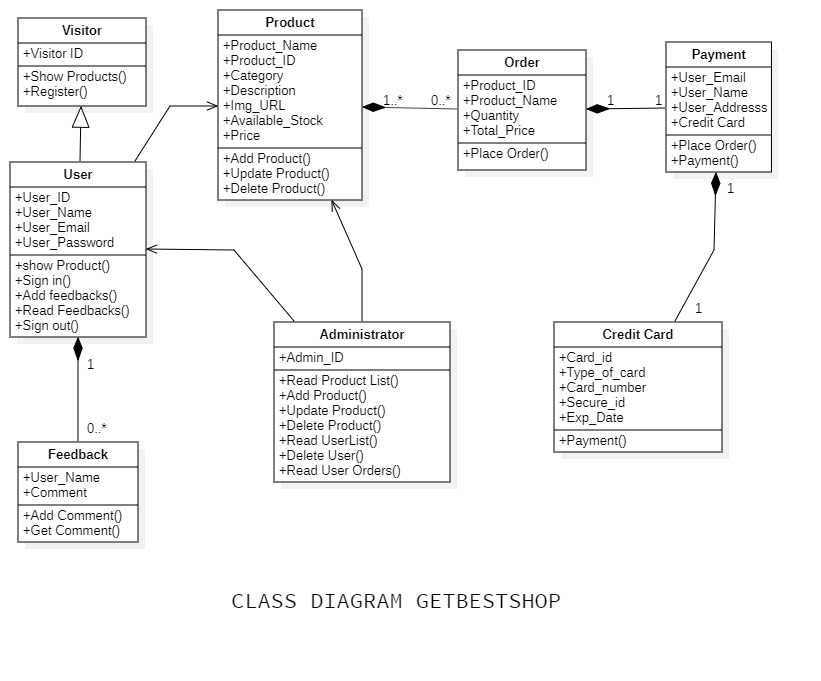 Visitor
+Visitor ID
+Show Products()
+Register()
Product
+Product_Name
+Product_ID
+Category
+Description
+Img_URL
+Available_Stock
+Price
+Add Product()
+Update Product()
+Delete Product()
1..*
0..*
Order
+Product_ID
+Product_Name
+Quantity
+Total_Price
+Place Order()
1
1
Payment
+User_Email
+User_Name
+User_Addresss
+Credit Card
+Place Order()
+Payment()
1
1
User
+User_ID
+User_Name
+User_Email
+User_Password
+show Product()
+Sign in()
+Add feedbacks()
+Read Feedbacks()
+Sign out()
1
0..*
Administrator
+Admin_ID
+Read Product List()
+Add Product()
+Update Product()
+Delete Product()
+Read UserList()
+Delete User()
+Read User Orders()
Credit Card
+Card_id
+Type_of_card
+Card_number
+Secure_id
+Exp_Date
+Payment()
Feedback
+User_Name
+Comment
+Add Comment()
+Get Comment()
CLASS DIAGRAM GETBESTSHOP